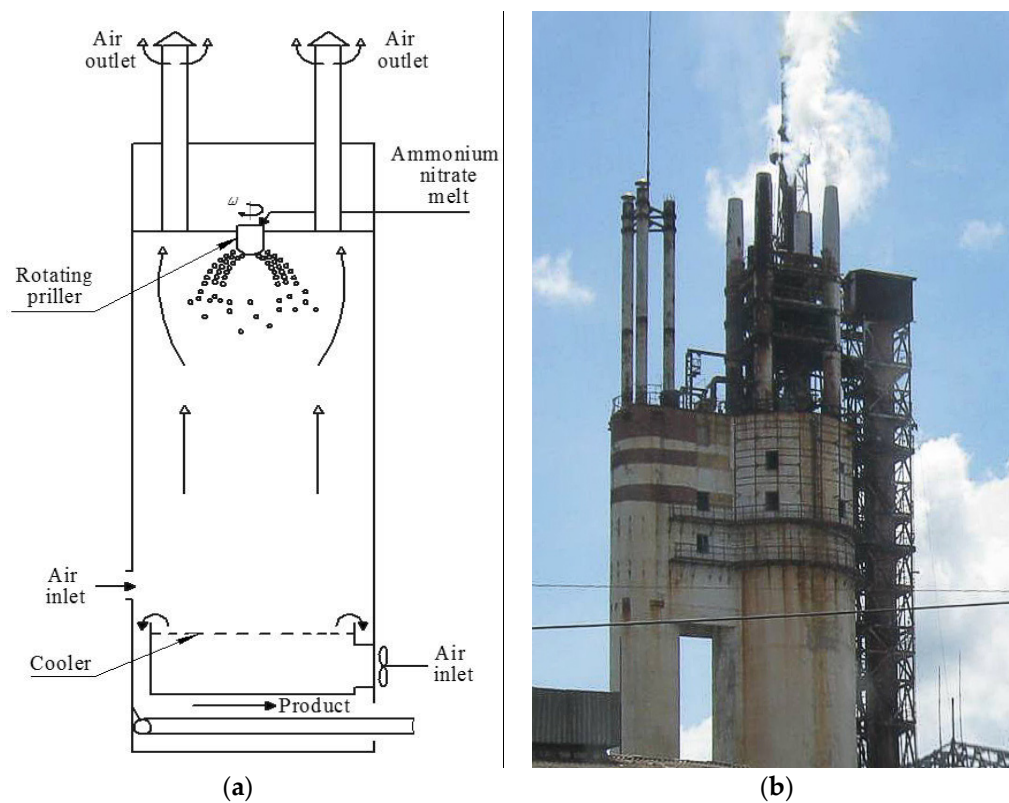 Air
outlet
Air
outlet
Ammonium
nitrate
melt
ω
Rotating
priller
Air
inlet
Cooler
Air
inlet
Product
(a)
(b)